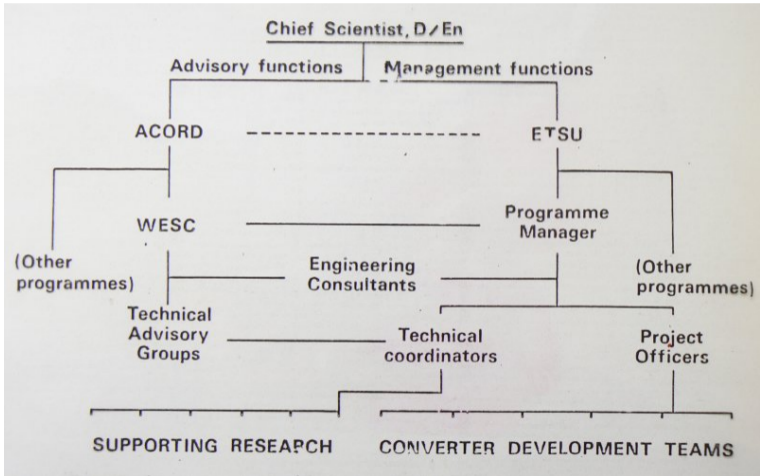 Chief Scientist, D/En
Advisory functions
Management functions
ACORD
ETSU
WESC
Programme
Manager
(Other
programmes)
Engineering
Consultants
(Other
programmes)
Technical
Advisory
Groups
Technical
coordinators
Project
Officers
SUPPORTING RESEARCH
CONVERTER DEVELOPMENT TEAMS